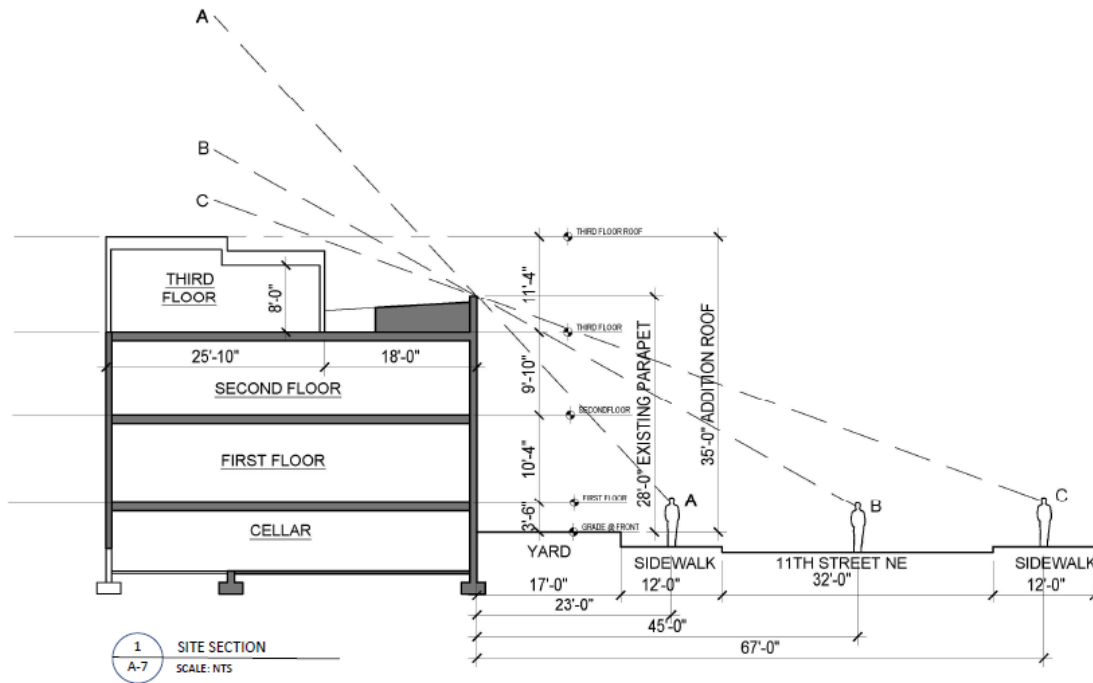 A
B
C
THIRD FLOOR ROOF
THIRD
FLOOR
8'-0"
11'-4"
THIRD FLOOR
25'-10"
18'-0"
9'-10"
28'-0" EXISTING PARAPET
35'-0" ADDITION ROOF
SECOND FLOOR
SECONDFLOOR
FIRST FLOOR
10'-4"
FIRST FLOOR
A
B
C
CELLAR
3'-6"
GRADE @ FRONT
YARD
SIDEWALK
11TH STREET NE
SIDEWALK
17'-0"
12'-0"
32'-0"
12'-0"
23'-0"
45'-0"
67'-0"
1
SITE SECTION
A-7
SCALE: NTS